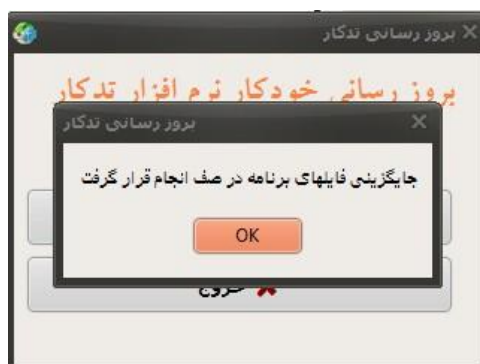 بروز رسانی تدکار
بروز رسانی خودکار نرم افزار تدکار
بروز رسانی تدکار
جایگزینی فایلهای برنامه در صف انجام قرار گرفت
OK
خروج